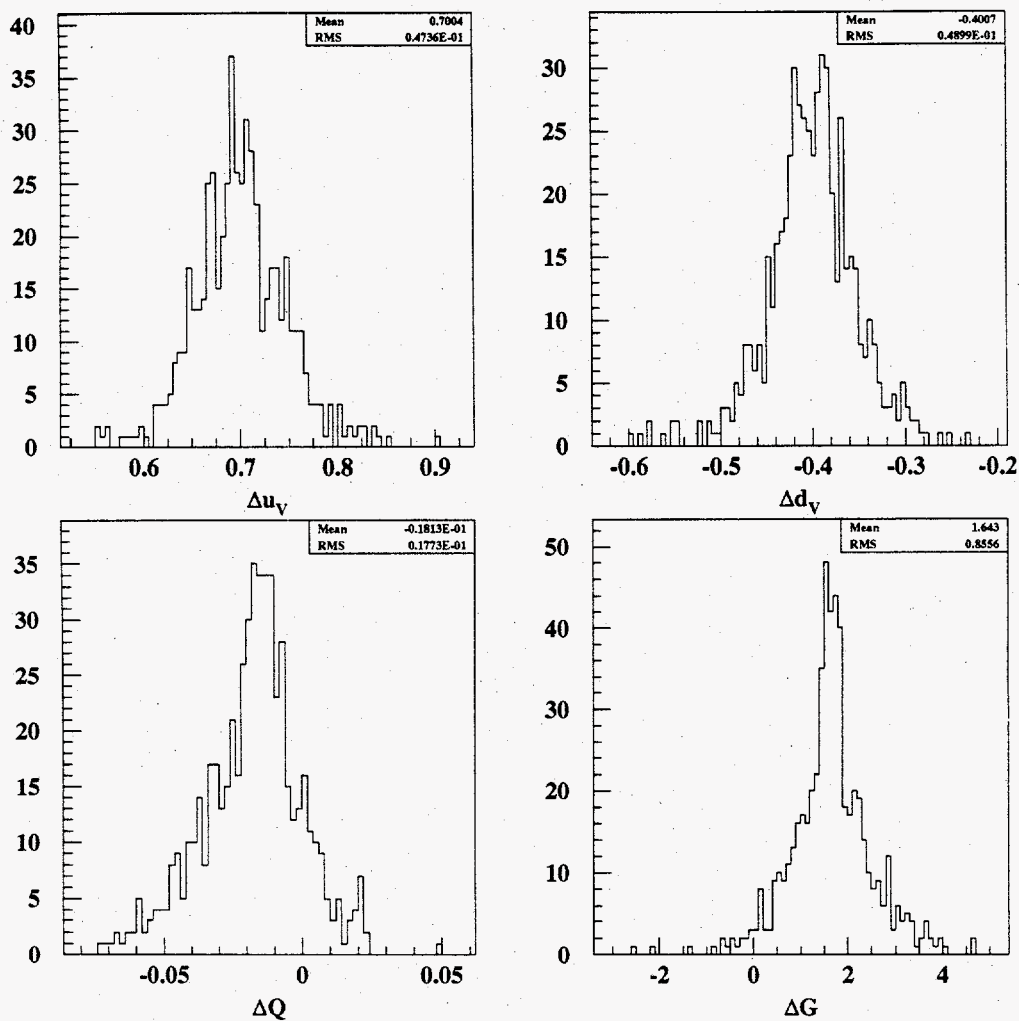 Mean 0.7004
RMS 0.4736E-01
40
35
30
25
20
15
10
5
0
0.6 0.7 0.8 0.9
Δu_v
Mean -0.4007
RMS 0.4899E-01
30
25
20
15
10
5
0
-0.6 -0.5 -0.4 -0.3 -0.2
Δd_v
Mean -0.1813E-01
RMS 0.1773E-01
35
30
25
20
15
10
5
0
-0.05 0 0.05
ΔQ
Mean 1.643
RMS 0.8556
50
40
30
20
10
0
-2 0 2 4
ΔG